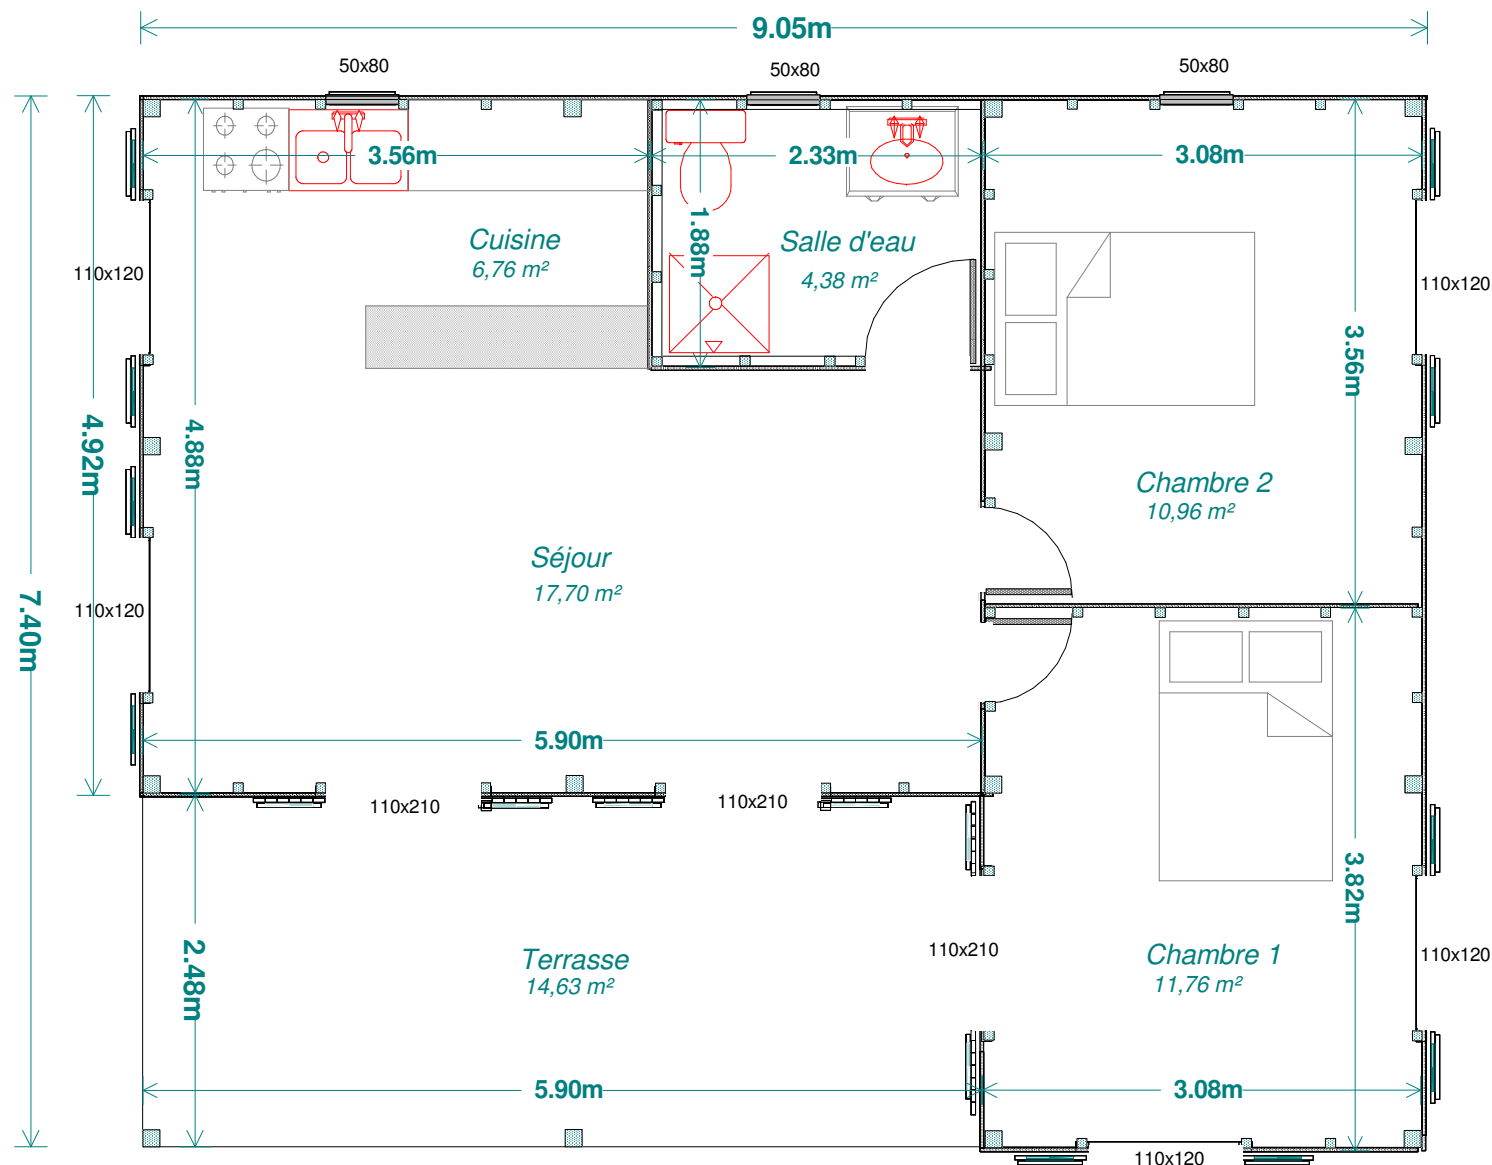 9.05m
50x80
50x80
50x80
3.56m
2.33m
3.08m
1.88m
Cuisine
6,76 m²
Salle d'eau
4,38 m²
110x120
110x120
3.56m
4.92m
4.88m
Chambre 2
10,96 m²
Séjour
17,70 m²
110x120
7.40m
5.90m
110x210
110x210
3.82m
2.48m
Terrasse
14,63 m²
110x210
Chambre 1
11,76 m²
110x120
5.90m
3.08m
110x120